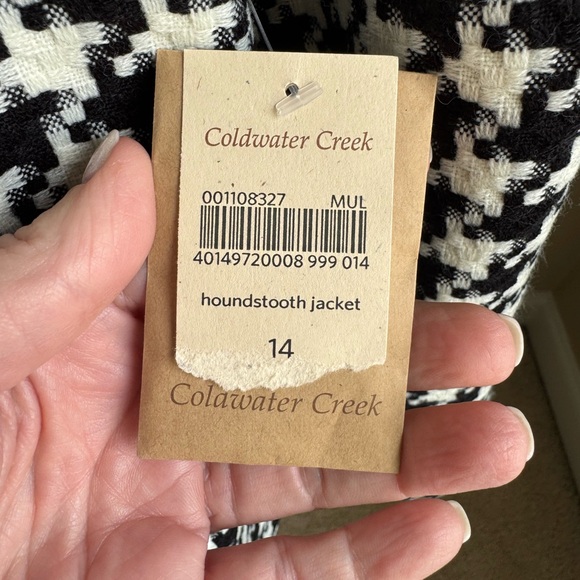 Coldwater Creek
001108327 MUL
40149720008 999 014
houndstooth jacket
14
Coldwater Creek